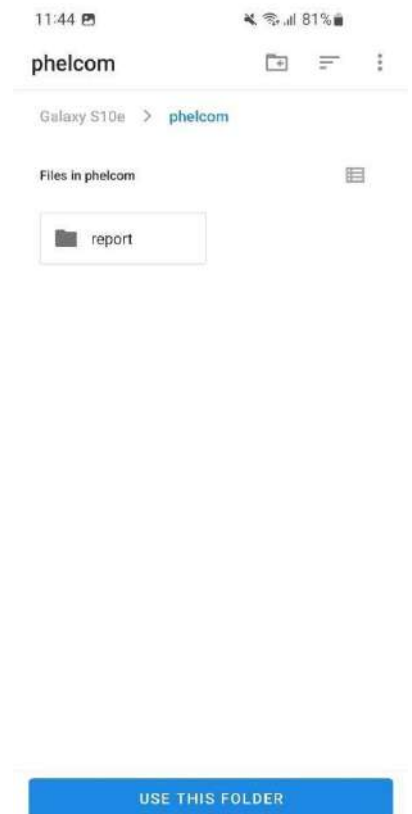 11:44 81%
phelcom
Galaxy S10e > phelcom
Files in phelcom
report
USE THIS FOLDER